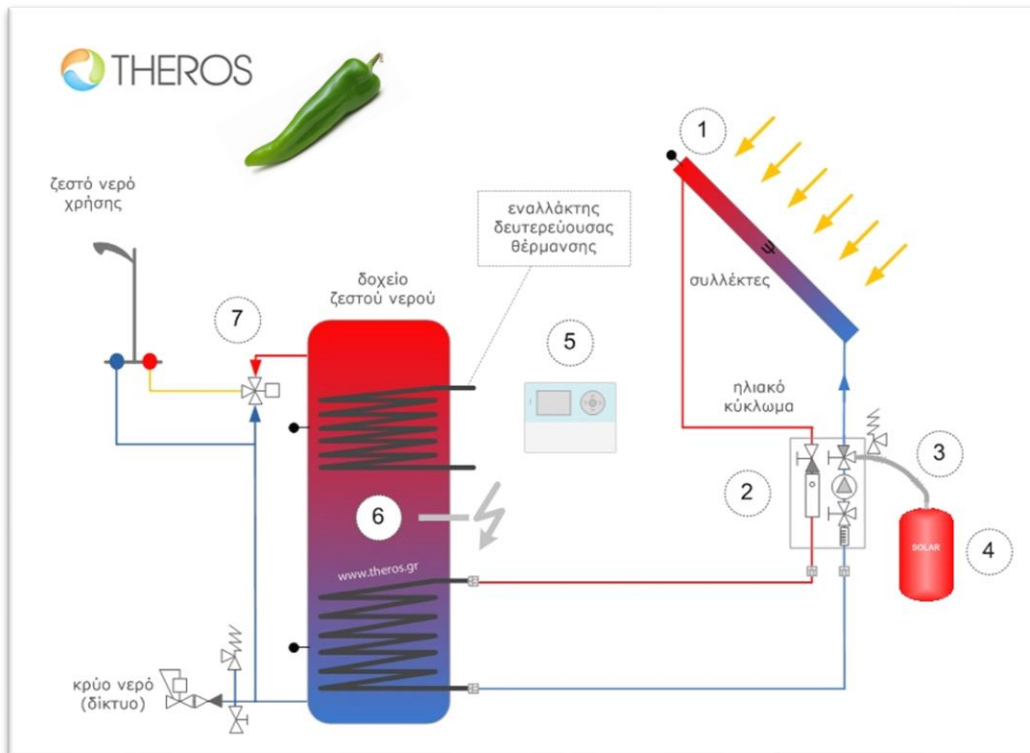 THEROS
1
ζεστό νερό
χρήσης
εναλλάκτης
δευτερεύουσας
θέρμανσης
δοχείο
ζεστού νερού
συλλέκτες
7
5
ηλιακό
κύκλωμα
3
2
6
SOLAR
4
www.theros.gr
κρύο νερό
(δίκτυο)